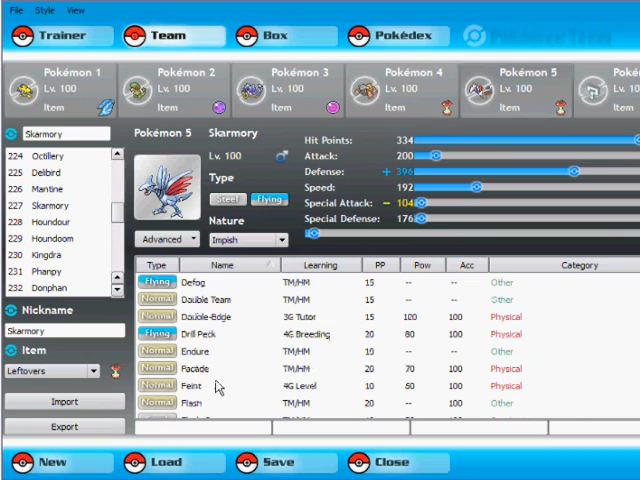 File Style View
Trainer Team Box Pokédex
Pokémon 1 Pokémon 2 Pokémon 3 Pokémon 4 Pokémon 5 Poké
Lv. 100 Lv. 100 Lv. 100 Lv. 100 Lv. 100 Lv. 10
Item Item Item Item Item Item
Skarmory
224 Octillery
225 Delibird
226 Mantine
227 Skarmory
228 Houndour
229 Houndoom
230 Kingdra
231 Phanpy
232 Donphan
Nickname
Skarmory
Item
Leftovers
Import
Export
Pokémon 5 Skarmory
Lv. 100
Type
Steel Flying
Nature
Advanced Impish
Hit Points: 334
Attack: 200
Defense: + 396
Speed: 192
Special Attack: - 104
Special Defense: 176
Type Name Learning PP Pow Acc Category
Flying Defog TM/HM 15 -- -- Other
Normal Double Team TM/HM 15 -- -- Other
Normal Double-Edge 3G Tutor 15 120 100 Physical
Flying Drill Peck 4G Breeding 20 80 100 Physical
Normal Endure TM/HM 10 -- -- Other
Normal Facade TM/HM 20 70 100 Physical
Normal Feint 4G Level 10 50 100 Physical
Normal Flash TM/HM 20 -- 100 Other
New Load Save Close